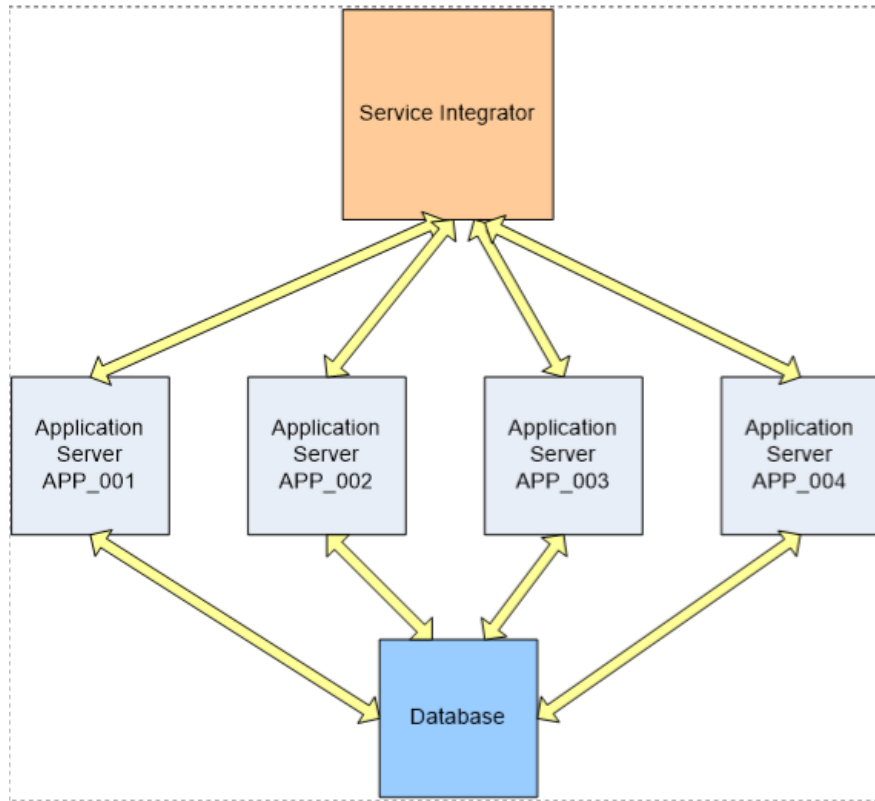 Service Integrator
Application
Server
APP_001
Application
Server
APP_002
Application
Server
APP_003
Application
Server
APP_004
Database